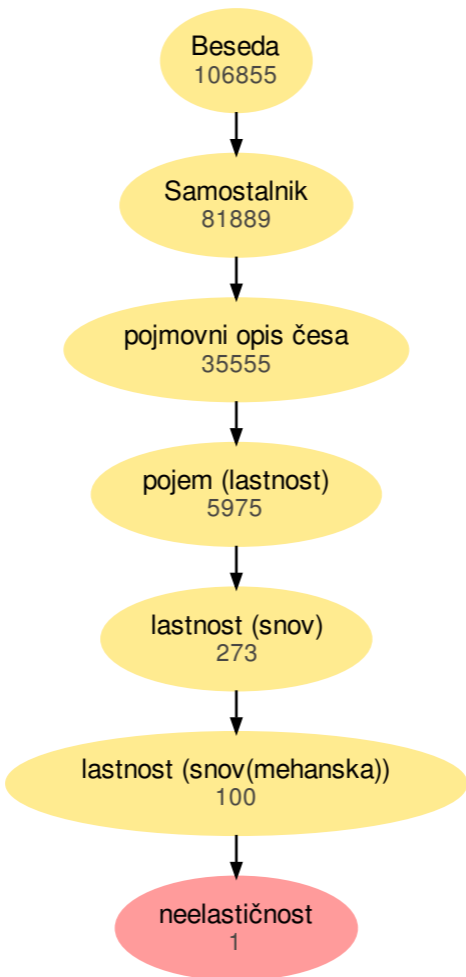 Beseda
106855
Samostalnik
81889
pojmovni opis česa
35555
pojem (lastnost)
5975
lastnost (snov)
273
lastnost (snov(mehanska))
100
neelastičnost
1